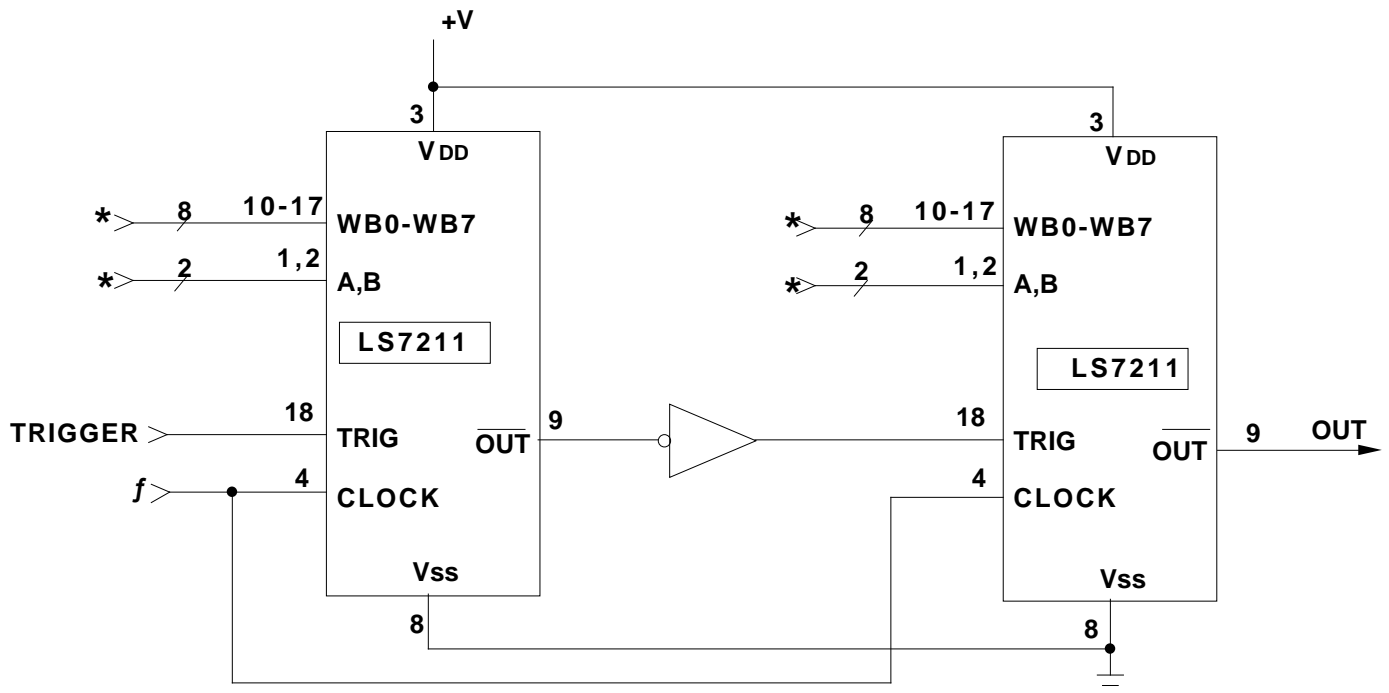 +V
3
VDD
* 8 10-17 WB0-WB7
* 2 1,2 A,B
LS7211
TRIGGER 18 TRIG
OUT 9
f 4 CLOCK
Vss
8
3
VDD
* 8 10-17 WB0-WB7
* 2 1,2 A,B
LS7211
18 TRIG
OUT 9 OUT
4 CLOCK
Vss
8